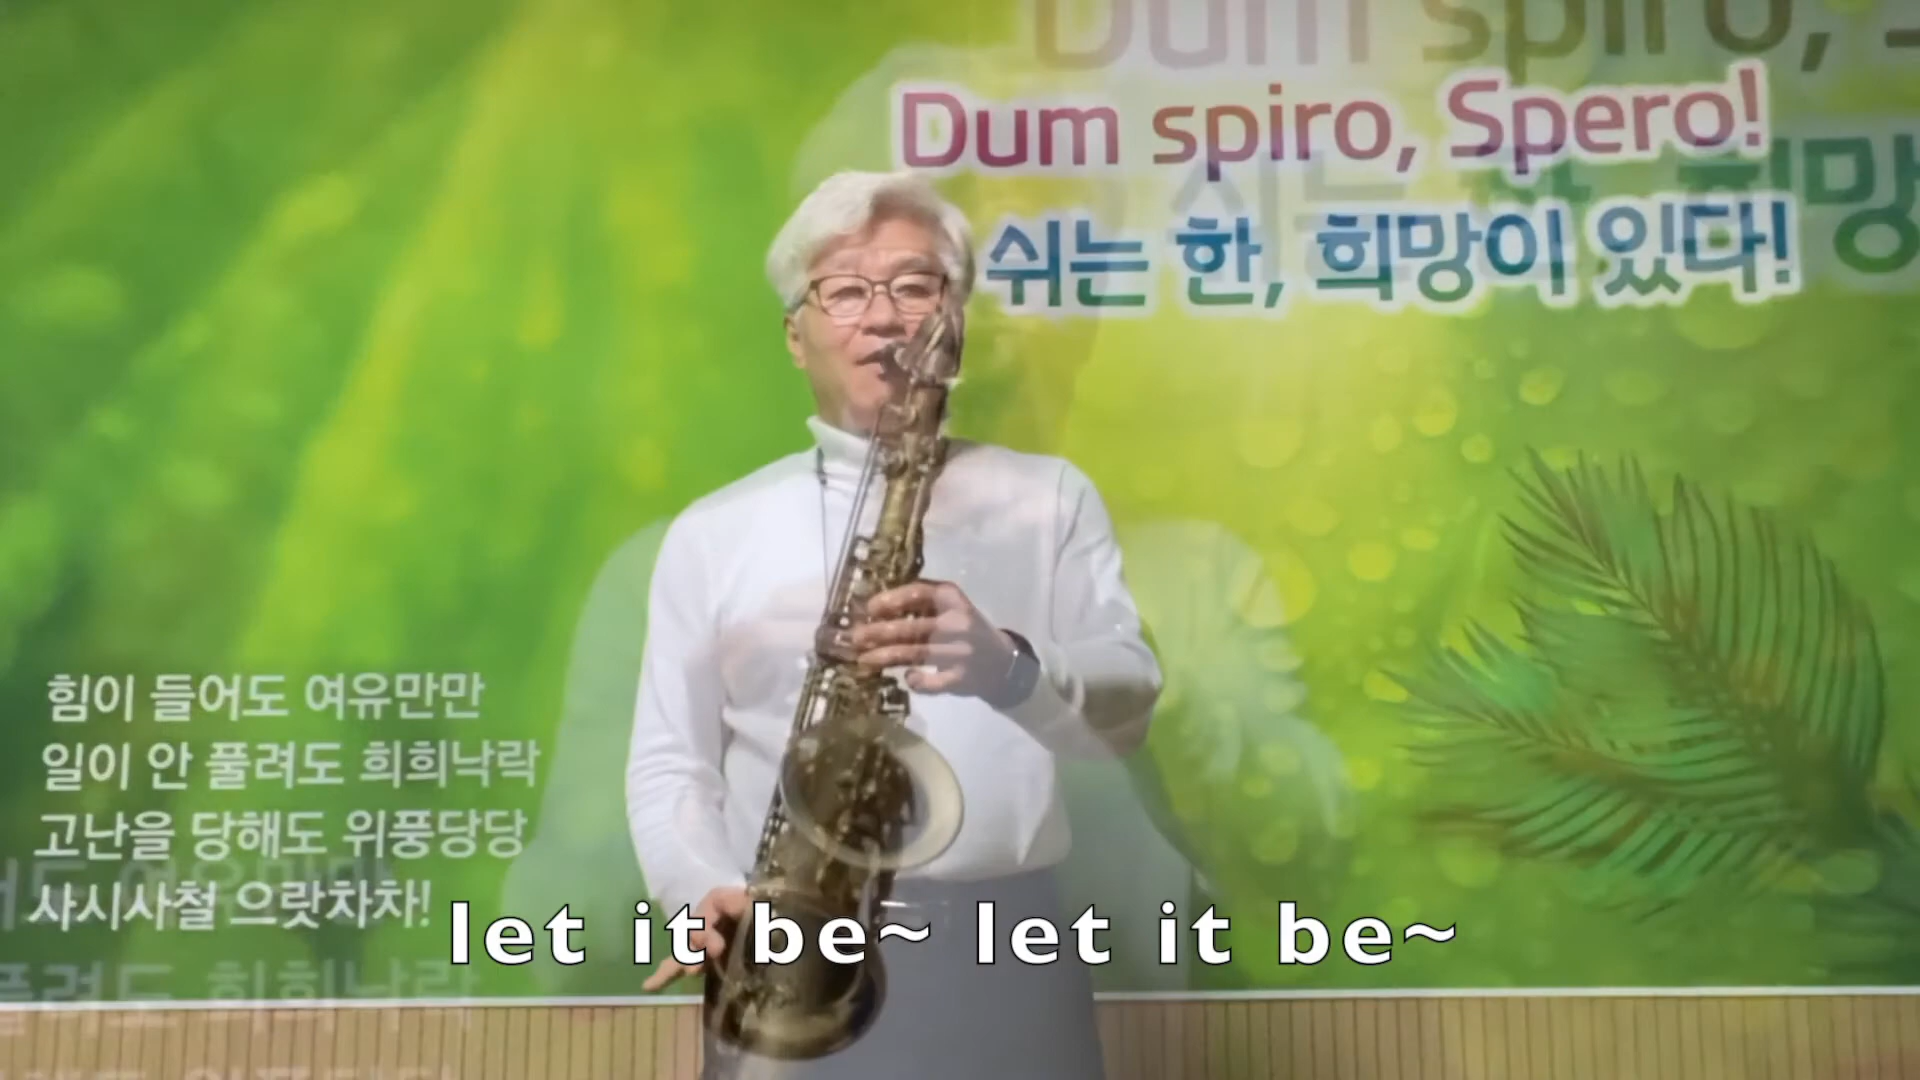 Dum spiro, Spero!
쉬는 한, 희망이 있다!
힘이 들어도 여유만만
일이 안 풀려도 희희낙락
고난을 당해도 위풍당당
사시사철 으랏차차!
let it be~ let it be~